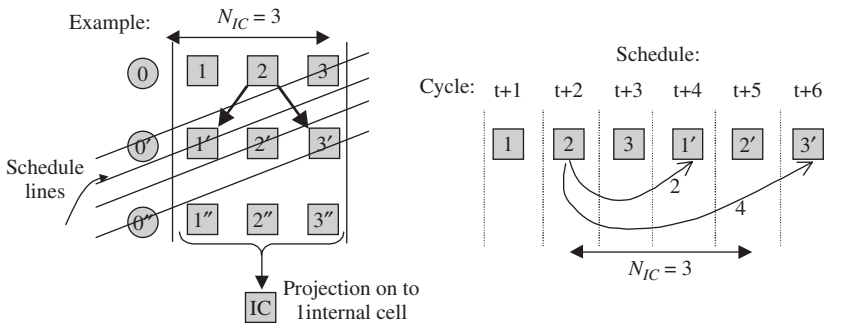 Example:
N_IC = 3
0 1 2 3
0′ 1′ 2′ 3′
Schedule
lines
0″ 1″ 2″ 3″
IC
Projection on to
1internal cell
Schedule:
Cycle: t+1 t+2 t+3 t+4 t+5 t+6
1 2 3 1′ 2′ 3′
2
4
N_IC = 3